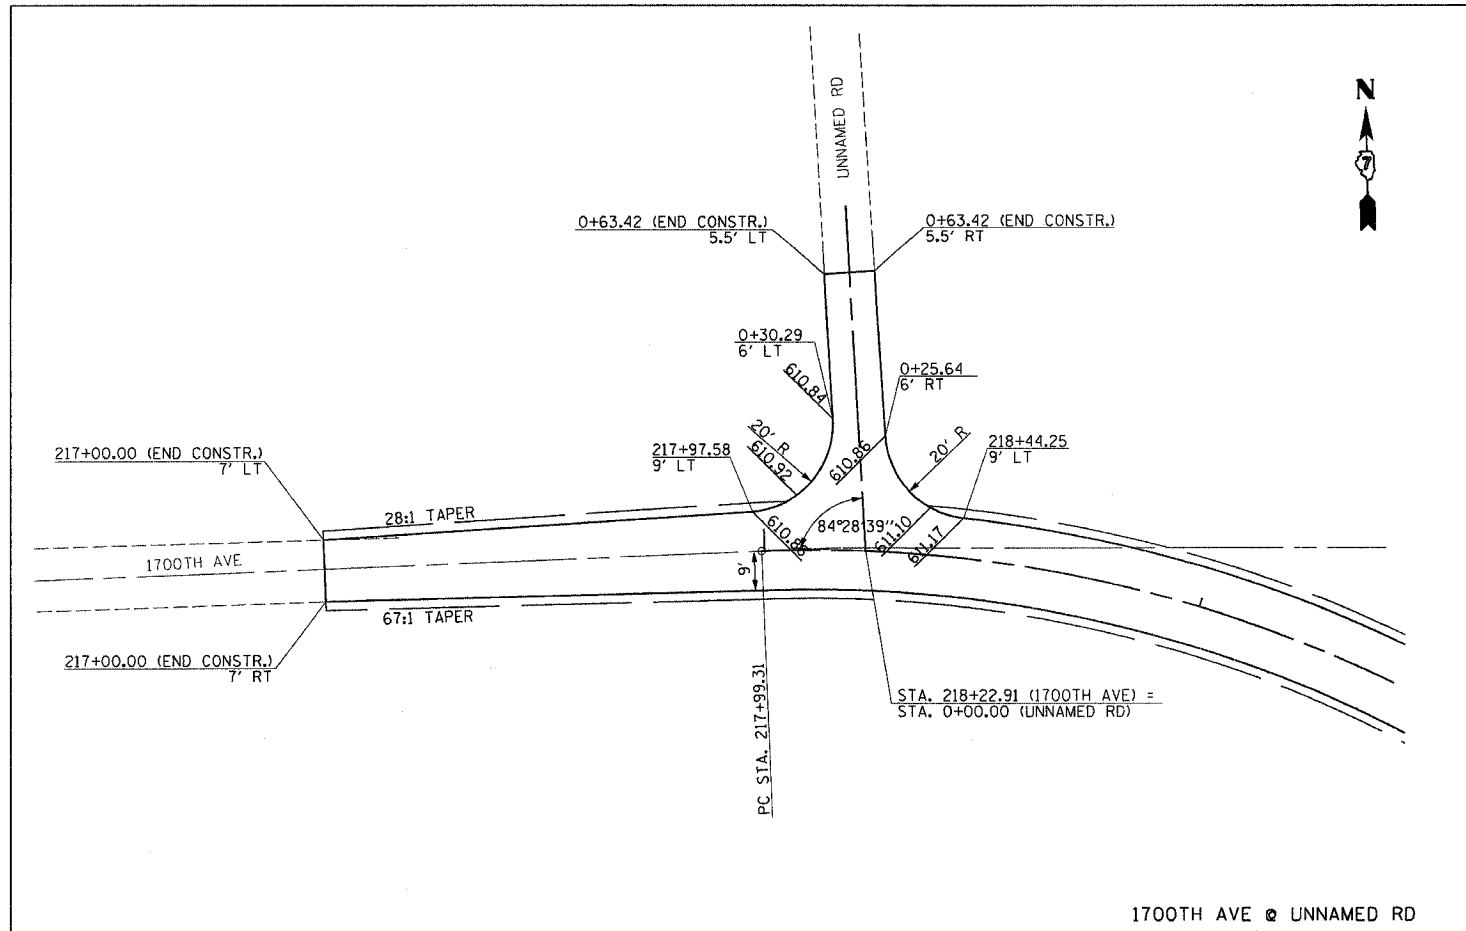 UNNAMED RD
N
7
0+63.42 (END CONSTR.)
5.5' LT
0+63.42 (END CONSTR.)
5.5' RT
0+30.29
6' LT
610.84
0+25.64
6' RT
20' R
610.92
217+97.58
9' LT
610.86
20' R
218+44.25
9' LT
217+00.00 (END CONSTR.)
7' LT
28:1 TAPER
84°28'39"
611.10
611.17
1700TH AVE
9'
67:1 TAPER
217+00.00 (END CONSTR.)
7' RT
PC STA. 217+99.31
STA. 218+22.91 (1700TH AVE) =
STA. 0+00.00 (UNNAMED RD)
1700TH AVE @ UNNAMED RD